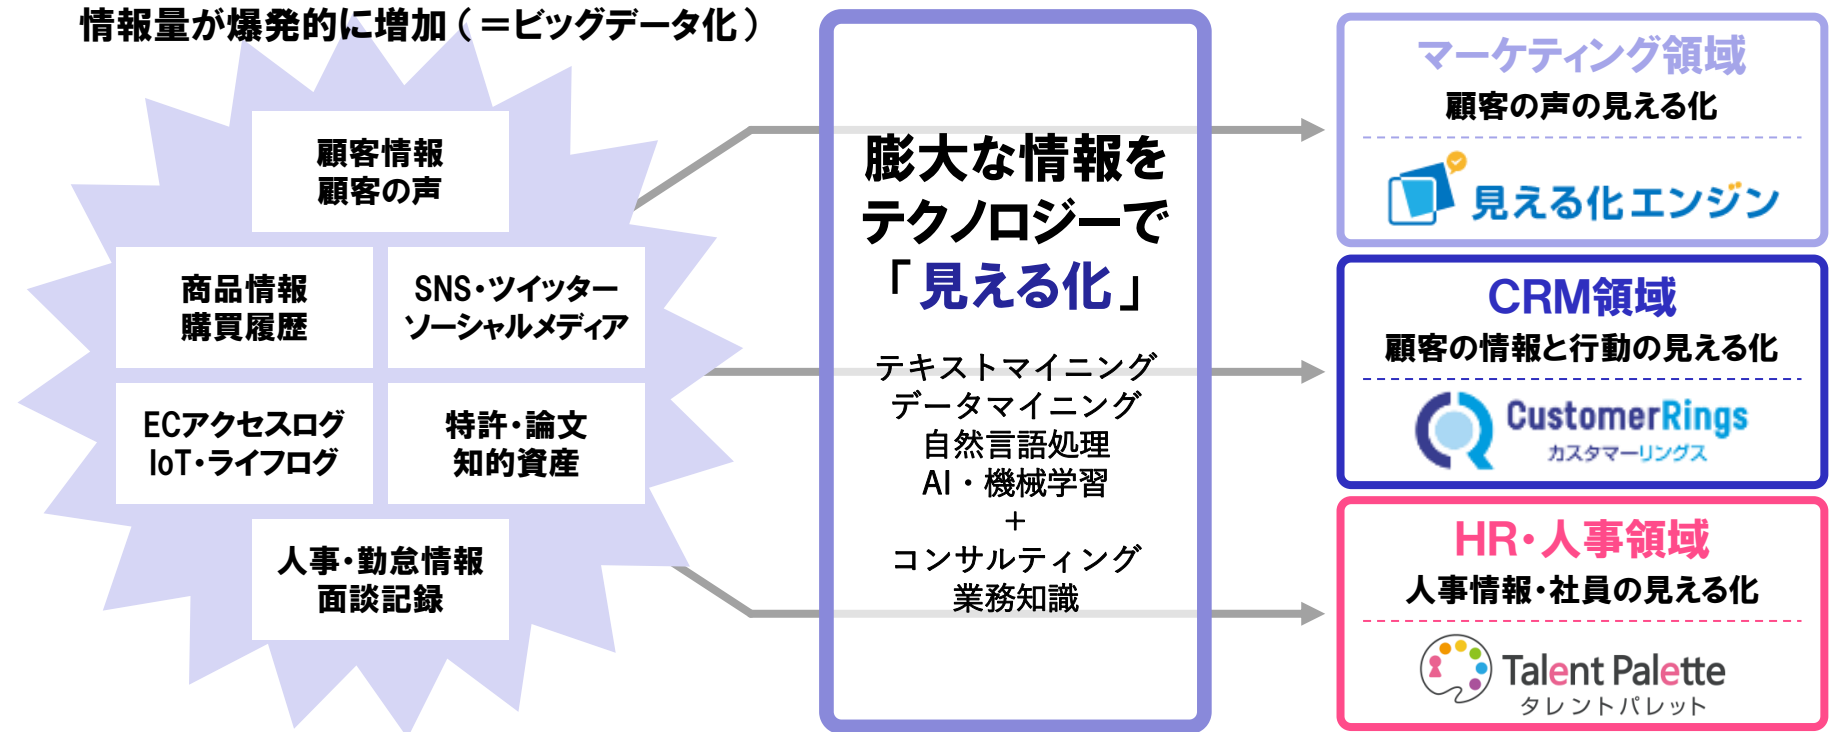 情報量が爆発的に増加（＝ビッグデータ化）
顧客情報
顧客の声
商品情報
購買履歴
SNS・ツイッター
ソーシャルメディア
ECアクセスログ
IoT・ライフログ
特許・論文
知的資産
人事・勤怠情報
面談記録
膨大な情報を
テクノロジーで
「見える化」
テキストマイニング
データマイニング
自然言語処理
AI・機械学習
+
コンサルティング
業務知識
マーケティング領域
顧客の声の見える化
見える化エンジン
CRM領域
顧客の情報と行動の見える化
CustomerRings
カスタマーリングス
HR・人事領域
人事情報・社員の見える化
Talent Palette
タレントパレット